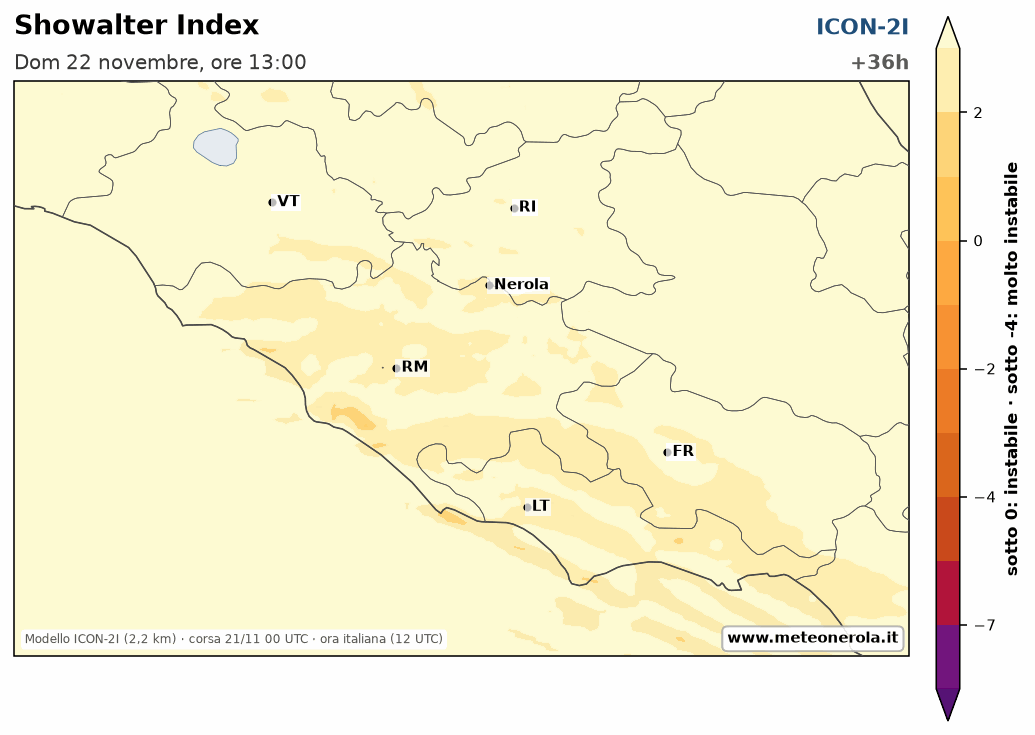 Showalter Index
ICON-2I
Dom 22 novembre, ore 13:00
+36h
VT
RI
Nerola
RM
FR
LT
Modello ICON-2I (2,2 km) · corsa 21/11 00 UTC · ora italiana (12 UTC)
www.meteonerola.it
2
0
−2
−4
−7
sotto 0: instabile · sotto -4: molto instabile